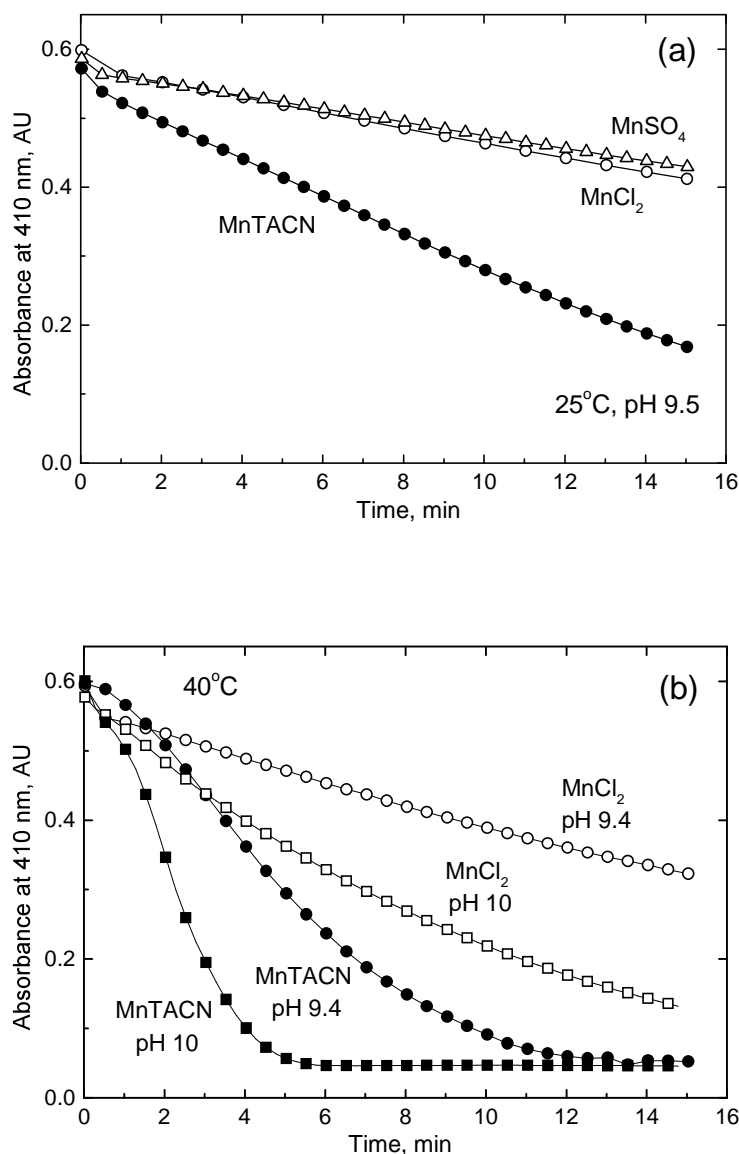 (a)
0.6
0.4
0.2
0.0
Absorbance at 410 nm, AU
MnSO4
MnCl2
MnTACN
25°C, pH 9.5
0 2 4 6 8 10 12 14 16
Time, min
(b)
40°C
0.6
0.4
0.2
0.0
Absorbance at 410 nm, AU
MnCl2
pH 9.4
MnCl2
pH 10
MnTACN
pH 9.4
MnTACN
pH 10
0 2 4 6 8 10 12 14 16
Time, min